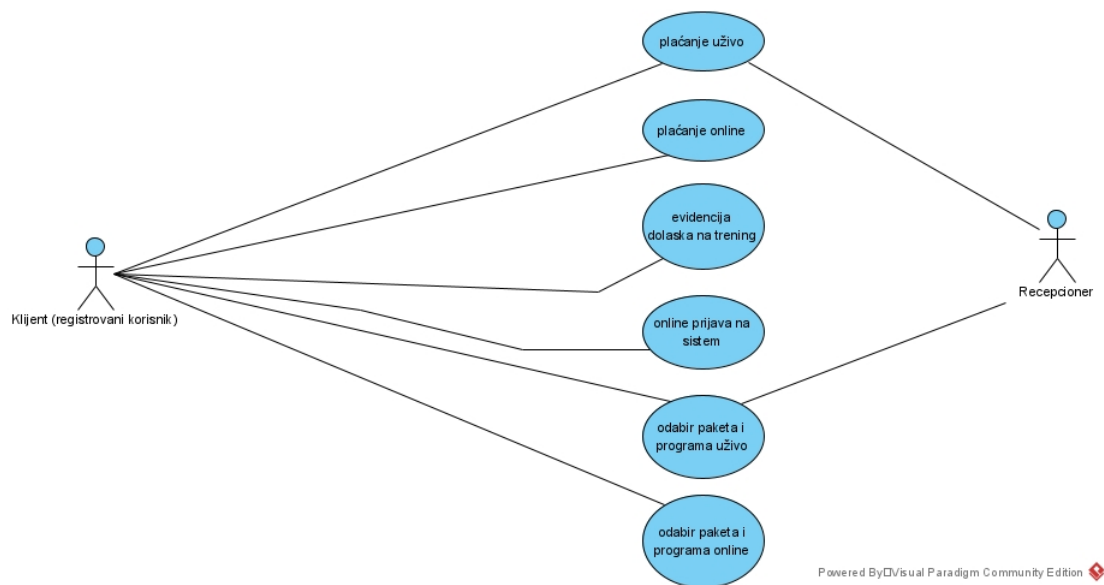 plaćanje uživo
plaćanje online
evidencija
dolaska na trening
Klijent (registrovani korisnik)
Recepcioner
online prijava na
sistem
odabir paketa i
programa uživo
odabir paketa i
programa online
Powered By□Visual Paradigm Community Edition